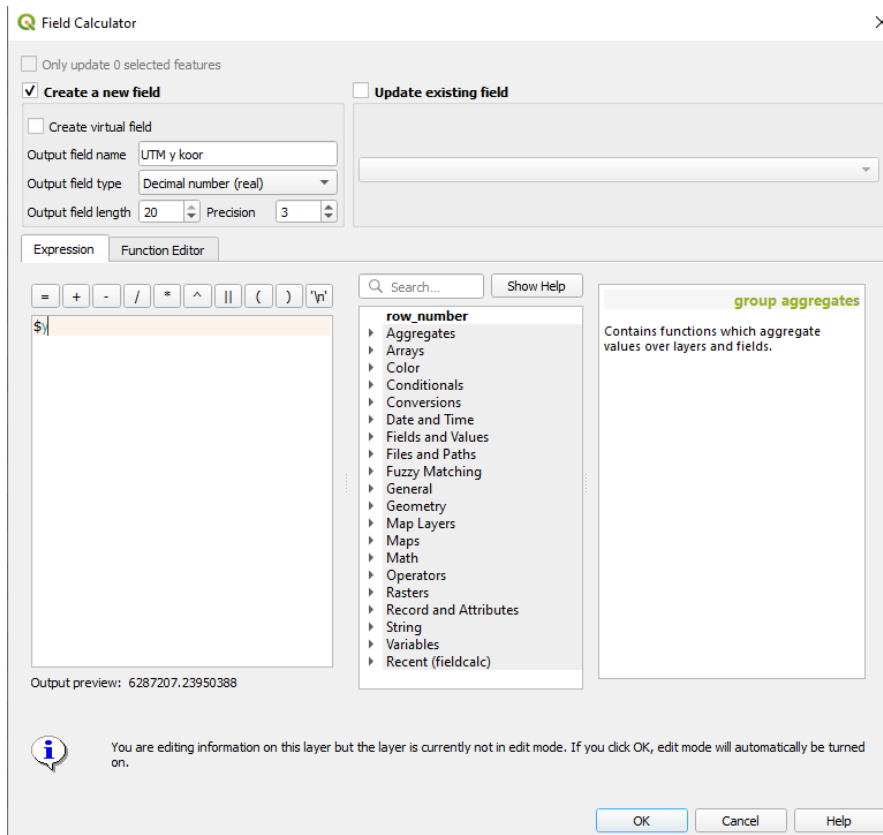 Field Calculator
Only update 0 selected features
Create a new field
Update existing field
Create virtual field
Output field name UTM y koor
Output field type Decimal number (real)
Output field length 20 Precision 3
Expression Function Editor
= + - / * ^ || ( ) '\n'
Search... Show Help
group aggregates
$y
row_number
Contains functions which aggregate
values over layers and fields.
Aggregates
Arrays
Color
Conditionals
Conversions
Date and Time
Fields and Values
Files and Paths
Fuzzy Matching
General
Geometry
Map Layers
Maps
Math
Operators
Rasters
Record and Attributes
String
Variables
Recent (fieldcalc)
Output preview: 6287207.23950388
You are editing information on this layer but the layer is currently not in edit mode. If you click OK, edit mode will automatically be turned
on.
OK Cancel Help